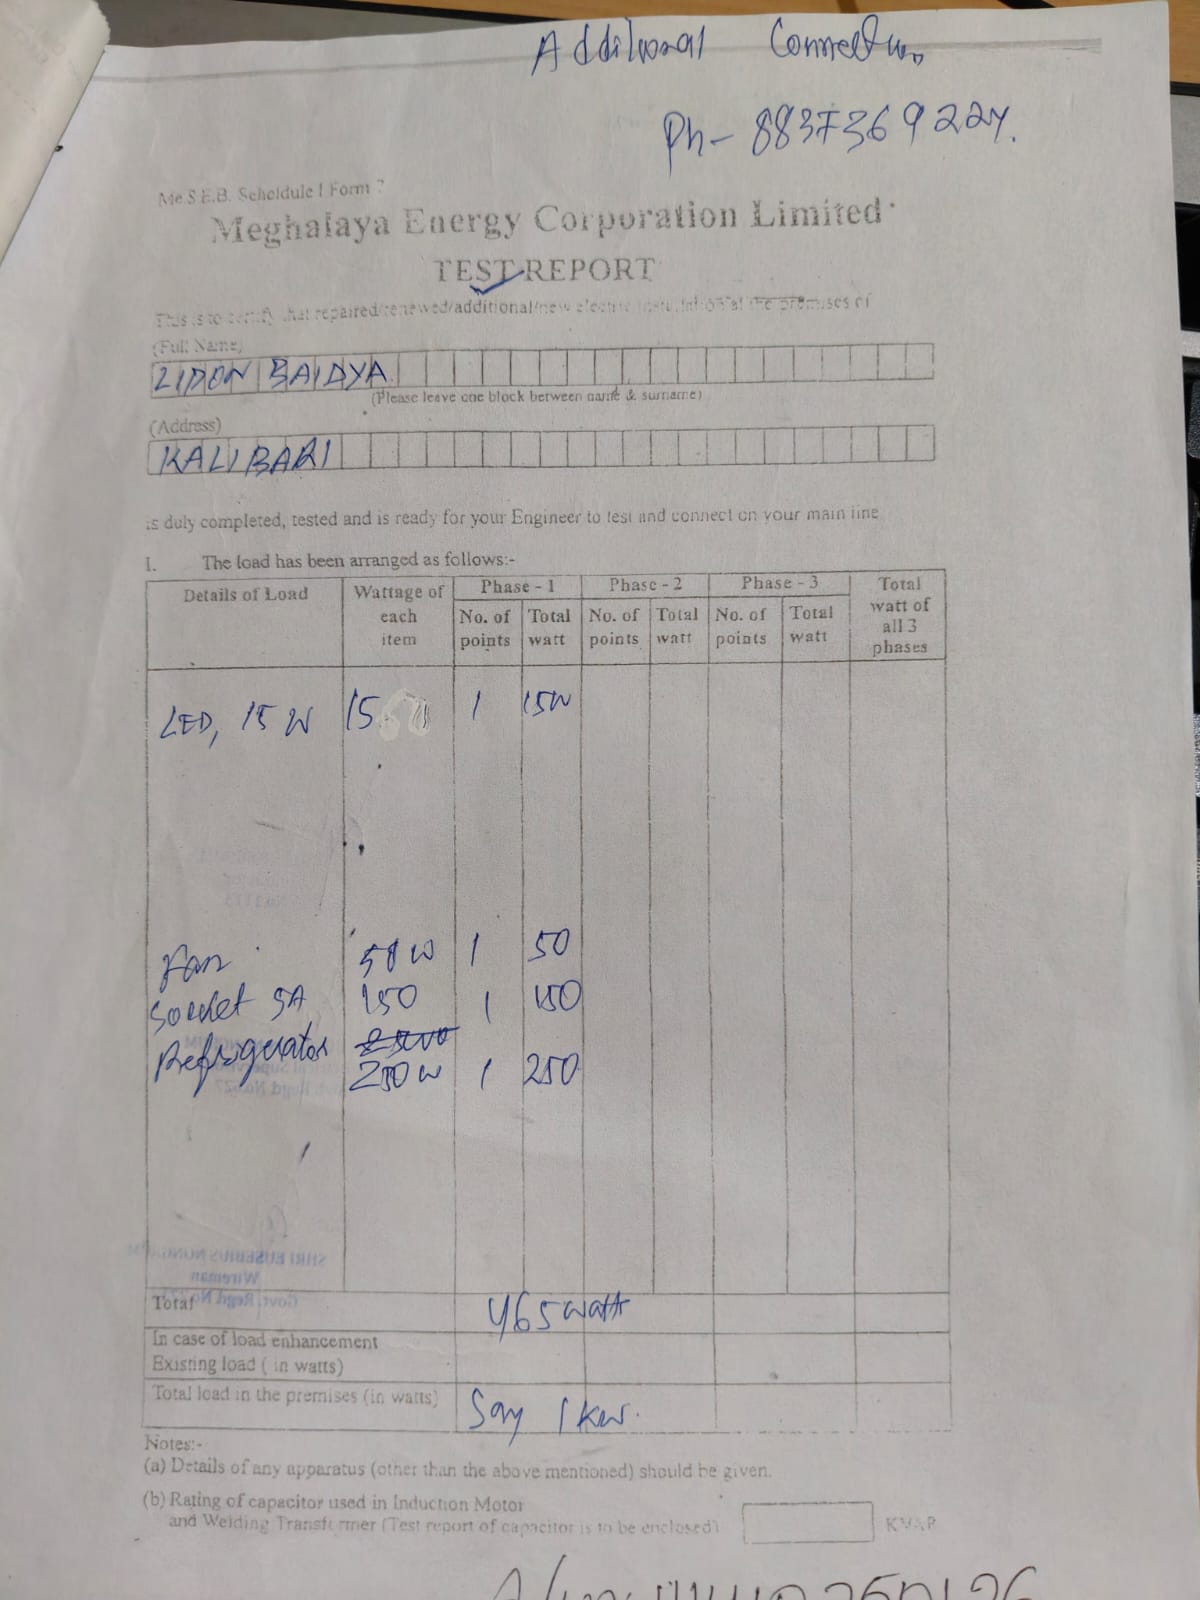 Additional Connection
Ph- 8837369224.
Me.S.E.B. Scheldule I Form 7
Meghalaya Energy Corporation Limited
TEST REPORT
This is to certify that repaired/renewed/additional/new electric installation at the premises of
(Full Name)
LIPON BAIDYA
(Please leave one block between name & surname)
(Address)
KALIBARI
is duly completed, tested and is ready for your Engineer to test and connect on your main line
I. The load has been arranged as follows:-
Details of Load Wattage of each item Phase - 1 Phase - 2 Phase - 3 Total watt of all 3 phases
No. of points Total watt No. of points Total watt No. of points Total watt
LED, 15 W 15 1 15W
Fan 50 W 1 50
Socket 5A 150 1 150
Refrigerator
250 W 1 250
SHRI EUSEBIUS
Wireman
Govt. Regd No
Total 465 watt
In case of load enhancement
Existing load ( in watts)
Total load in the premises (in watts) Say 1 kw.
Notes:-
(a) Details of any apparatus (other than the above mentioned) should be given.
(b) Rating of capacitor used in Induction Motor
and Welding Transformer (Test report of capacitor is to be enclosed) KVAR